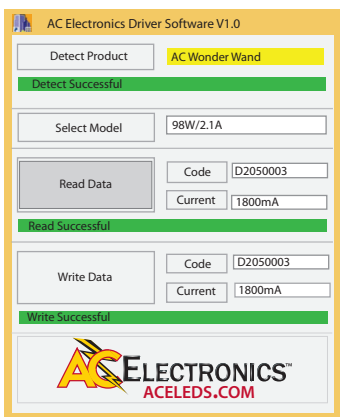 AC Electronics Driver Software V1.0
Detect Product AC Wonder Wand
Detect Successful
Select Model 98W/2.1A
Read Data Code D2050003
Current 1800mA
Read Successful
Write Data Code D2050003
Current 1800mA
Write Successful
AC ELECTRONICS™
ACELEDS.COM